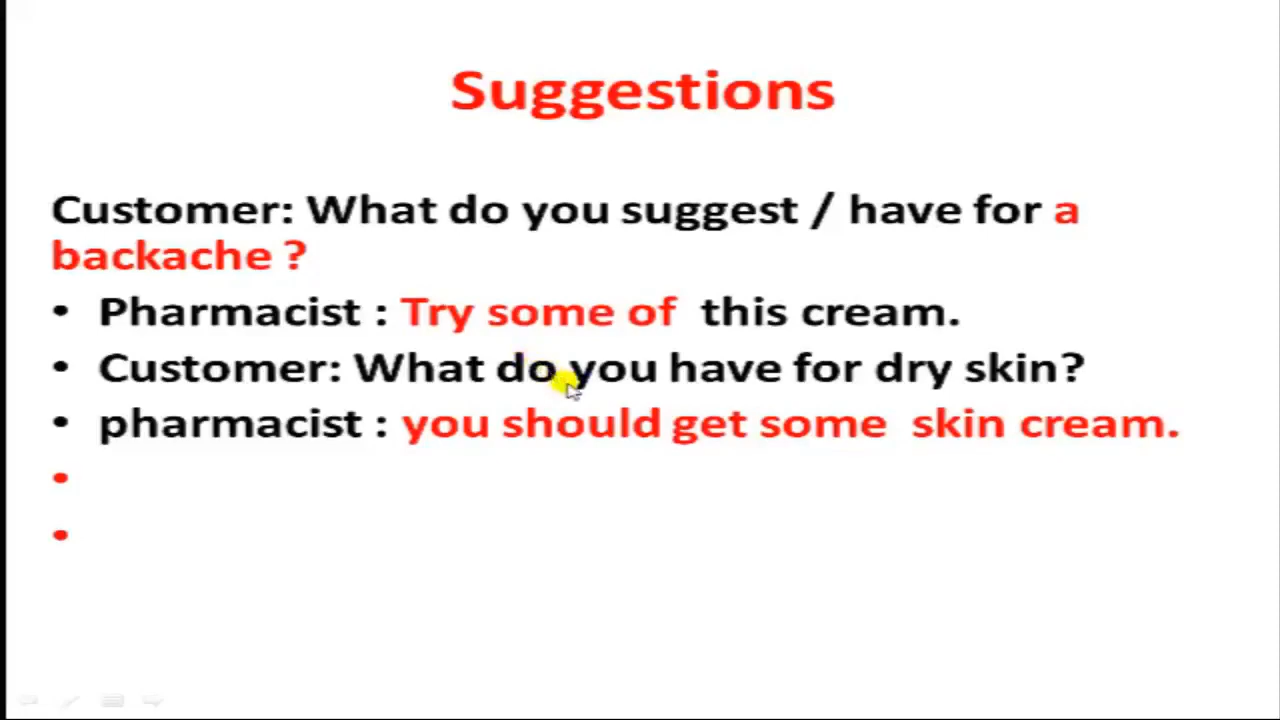 Suggestions
Customer: What do you suggest / have for a
backache ?
• Pharmacist : Try some of  this cream.
• Customer: What do you have for dry skin?
• pharmacist : you should get some  skin cream.
•
•